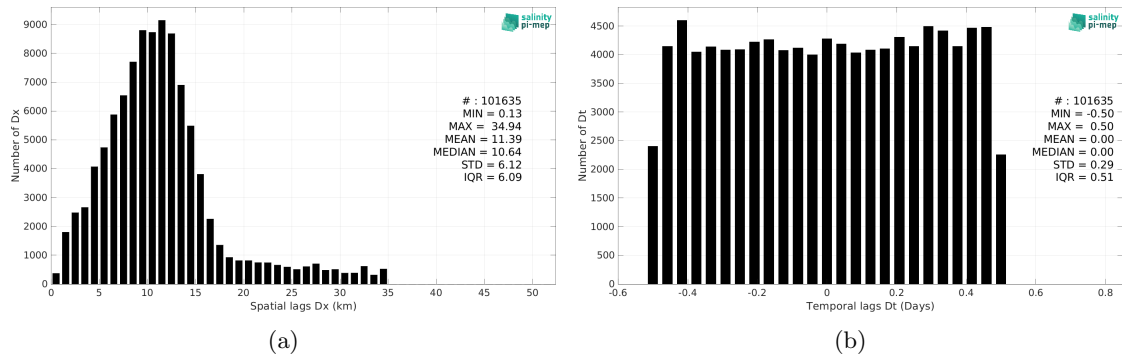 salinity
pi-mep
9000
8000
7000
6000
5000
4000
3000
2000
1000
0
Number of Dx
# : 101635
MIN = 0.13
MAX = 34.94
MEAN = 11.39
MEDIAN = 10.64
STD = 6.12
IQR = 6.09
0 5 10 15 20 25 30 35 40 45 50
Spatial lags Dx (km)
(a)
salinity
pi-mep
4500
4000
3500
3000
2500
2000
1500
1000
500
0
Number of Dt
# : 101635
MIN = -0.50
MAX = 0.50
MEAN = 0.00
MEDIAN = 0.00
STD = 0.29
IQR = 0.51
-0.6 -0.4 -0.2 0 0.2 0.4 0.6 0.8
Temporal lags Dt (Days)
(b)